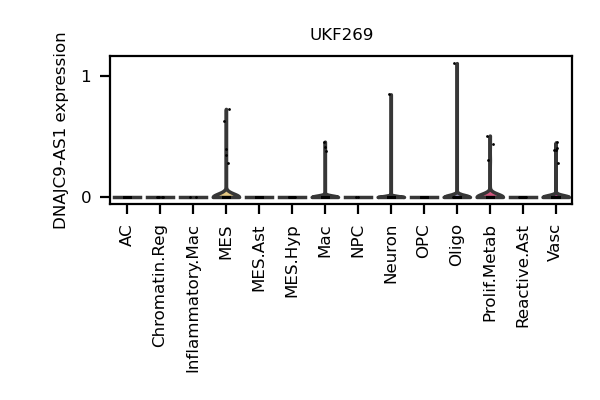 UKF269
DNAJC9-AS1 expression
1
0
AC
Chromatin.Reg
Inflammatory.Mac
MES
MES.Ast
MES.Hyp
Mac
NPC
Neuron
OPC
Oligo
Prolif.Metab
Reactive.Ast
Vasc